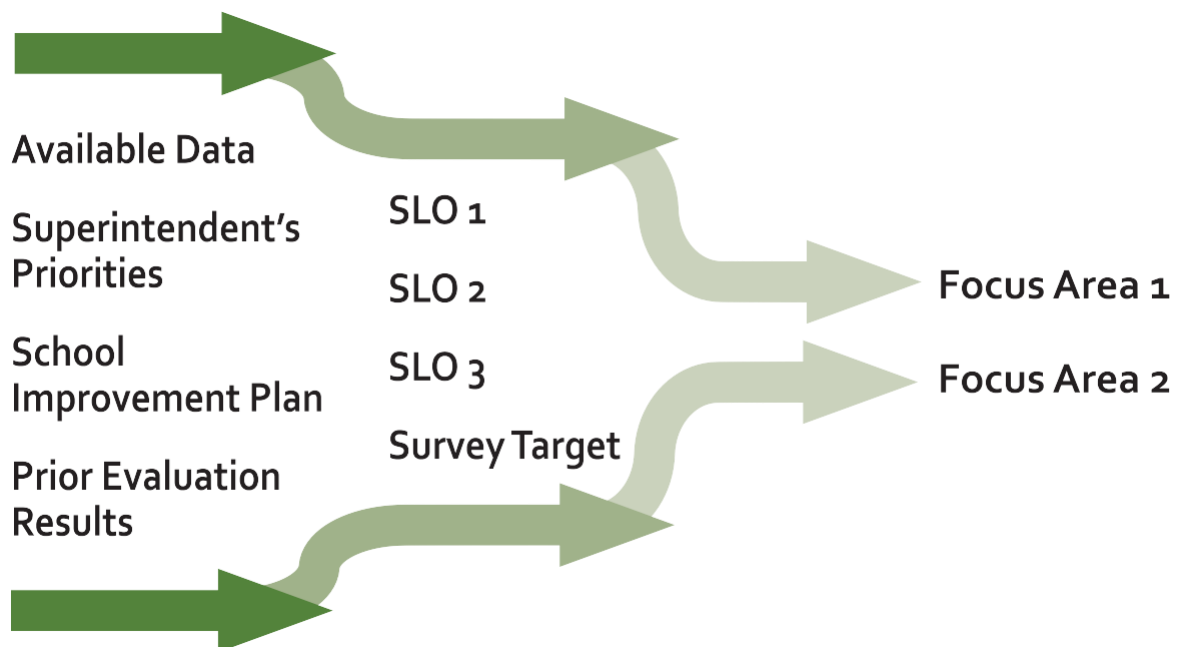 Available Data
Superintendent's
Priorities
School
Improvement Plan
Prior Evaluation
Results
SLO 1
SLO 2
SLO 3
Survey Target
Focus Area 1
Focus Area 2